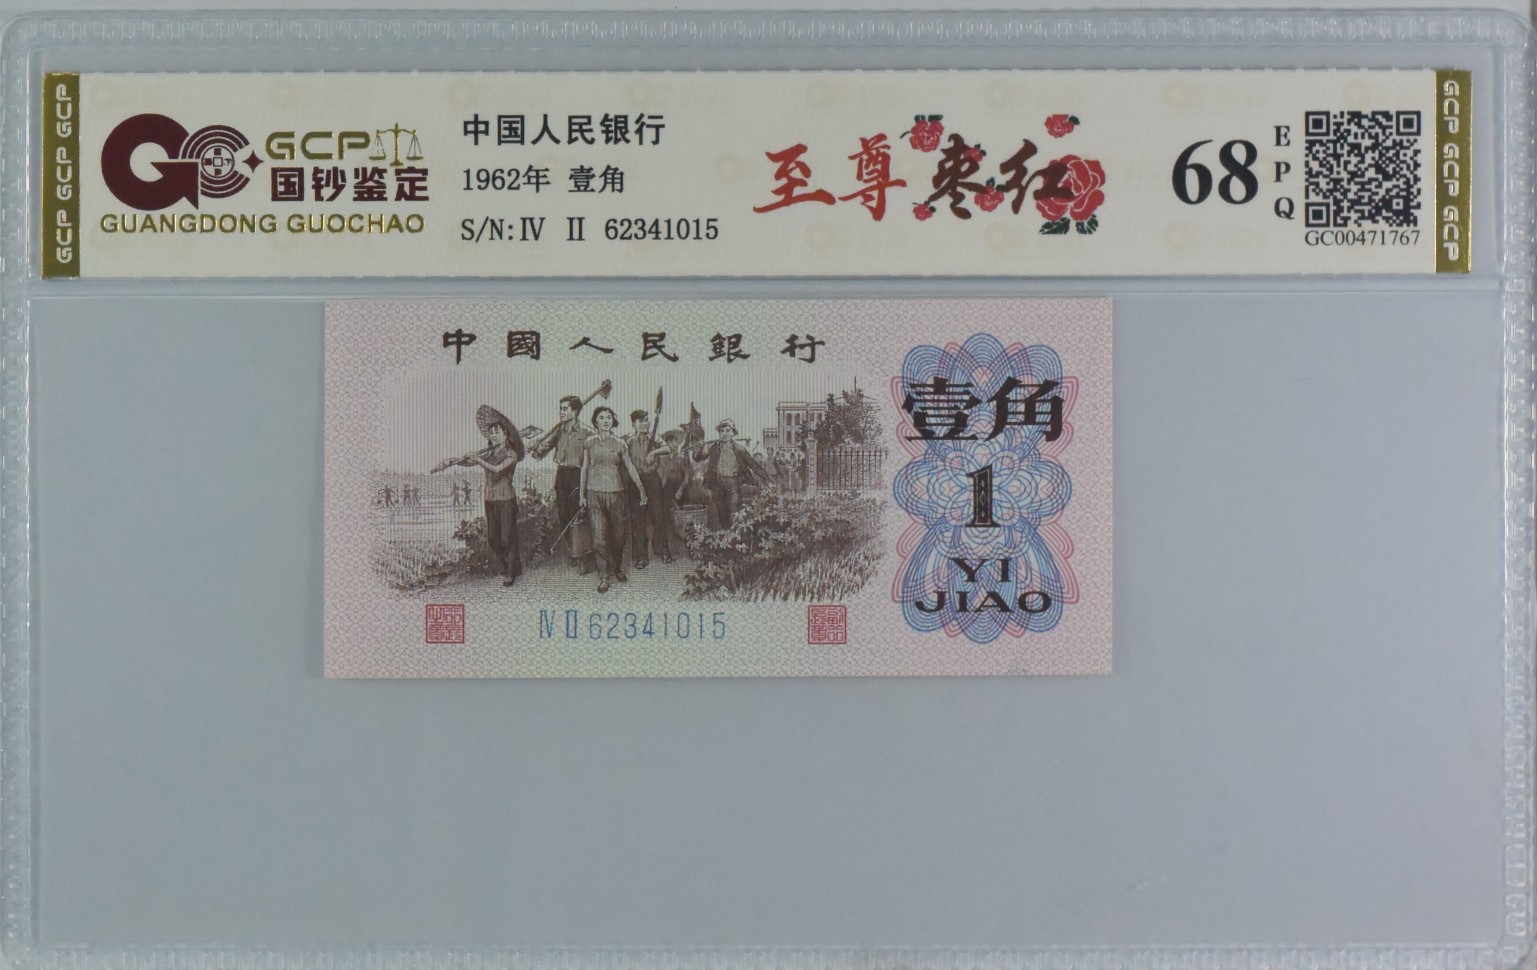 GCP GCP GCP
GCP
国钞鉴定
GUANGDONG GUOCHAO
中国人民银行
1962年 壹角
S/N:IV II 62341015
至尊枣红
68
EPQ
GC00471767
GCP GCP GCP
中國人民銀行
壹角
1
YI
JIAO
IV II 62341015